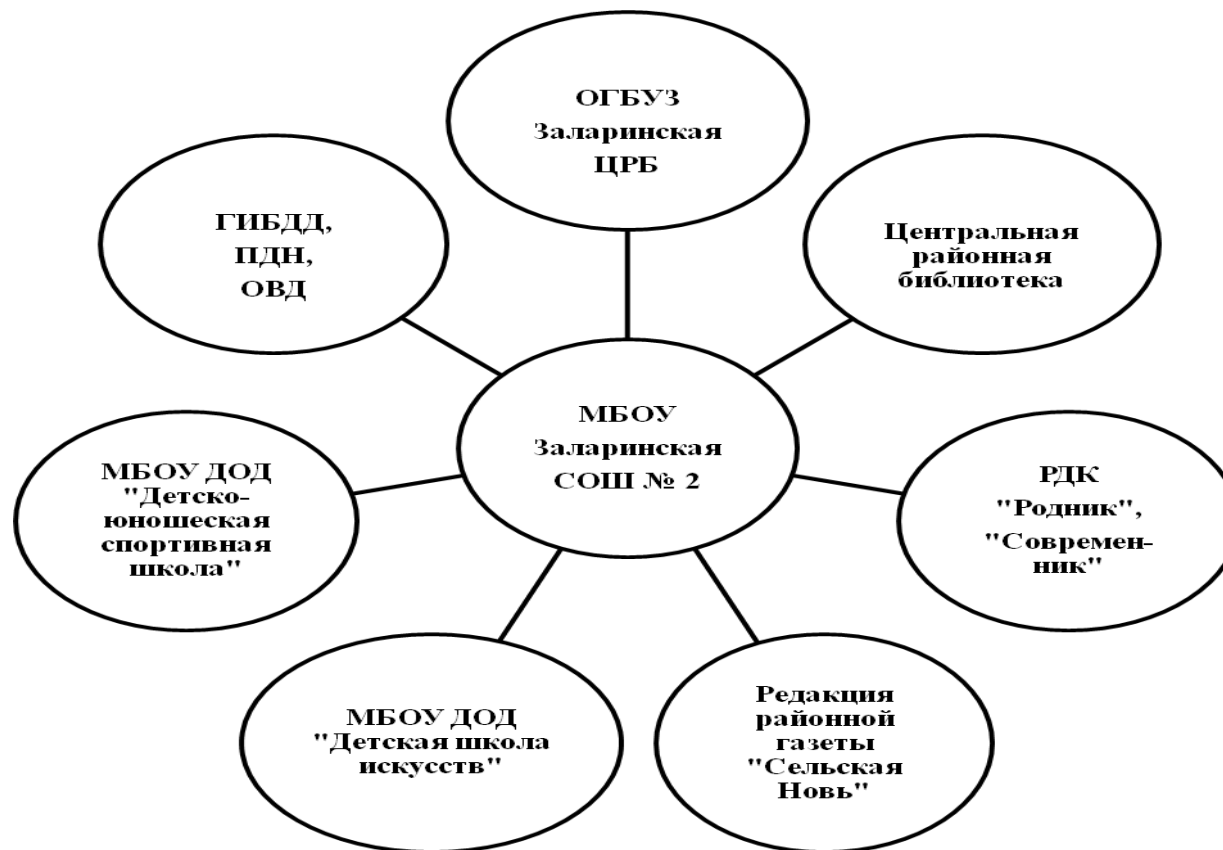 ОГБУЗ
Заларинская
ЦРБ
ГИБДД,
ПДН,
ОВД
Центральная
районная
библиотека
МБОУ
Заларинская
СОШ № 2
МБОУ ДОД
"Детско-
юношеская
спортивная
школа"
РДК
"Родник",
"Современ-
ник"
МБОУ ДОД
"Детская школа
искусств"
Редакция
районной
газеты
"Сельская
Новь"